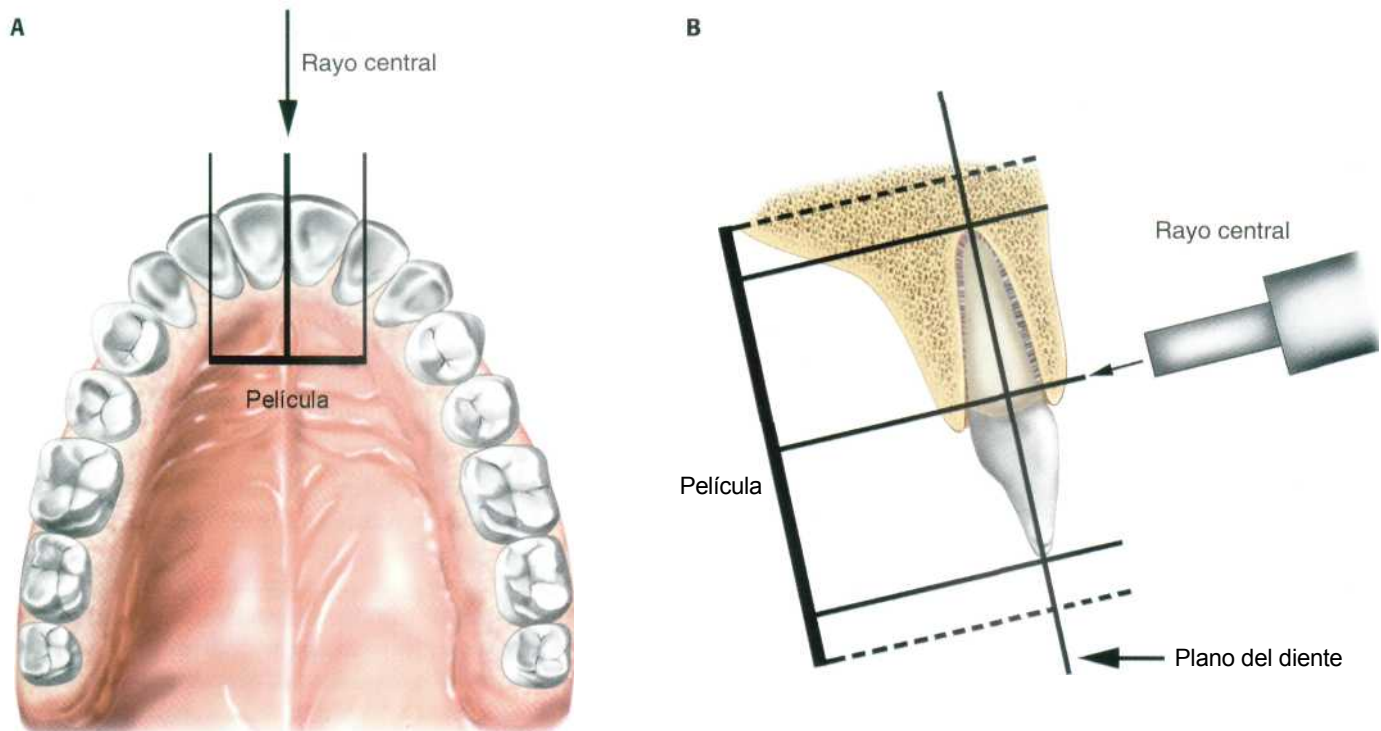 A
Rayo central
Película
B
Rayo central
Película
Plano del diente